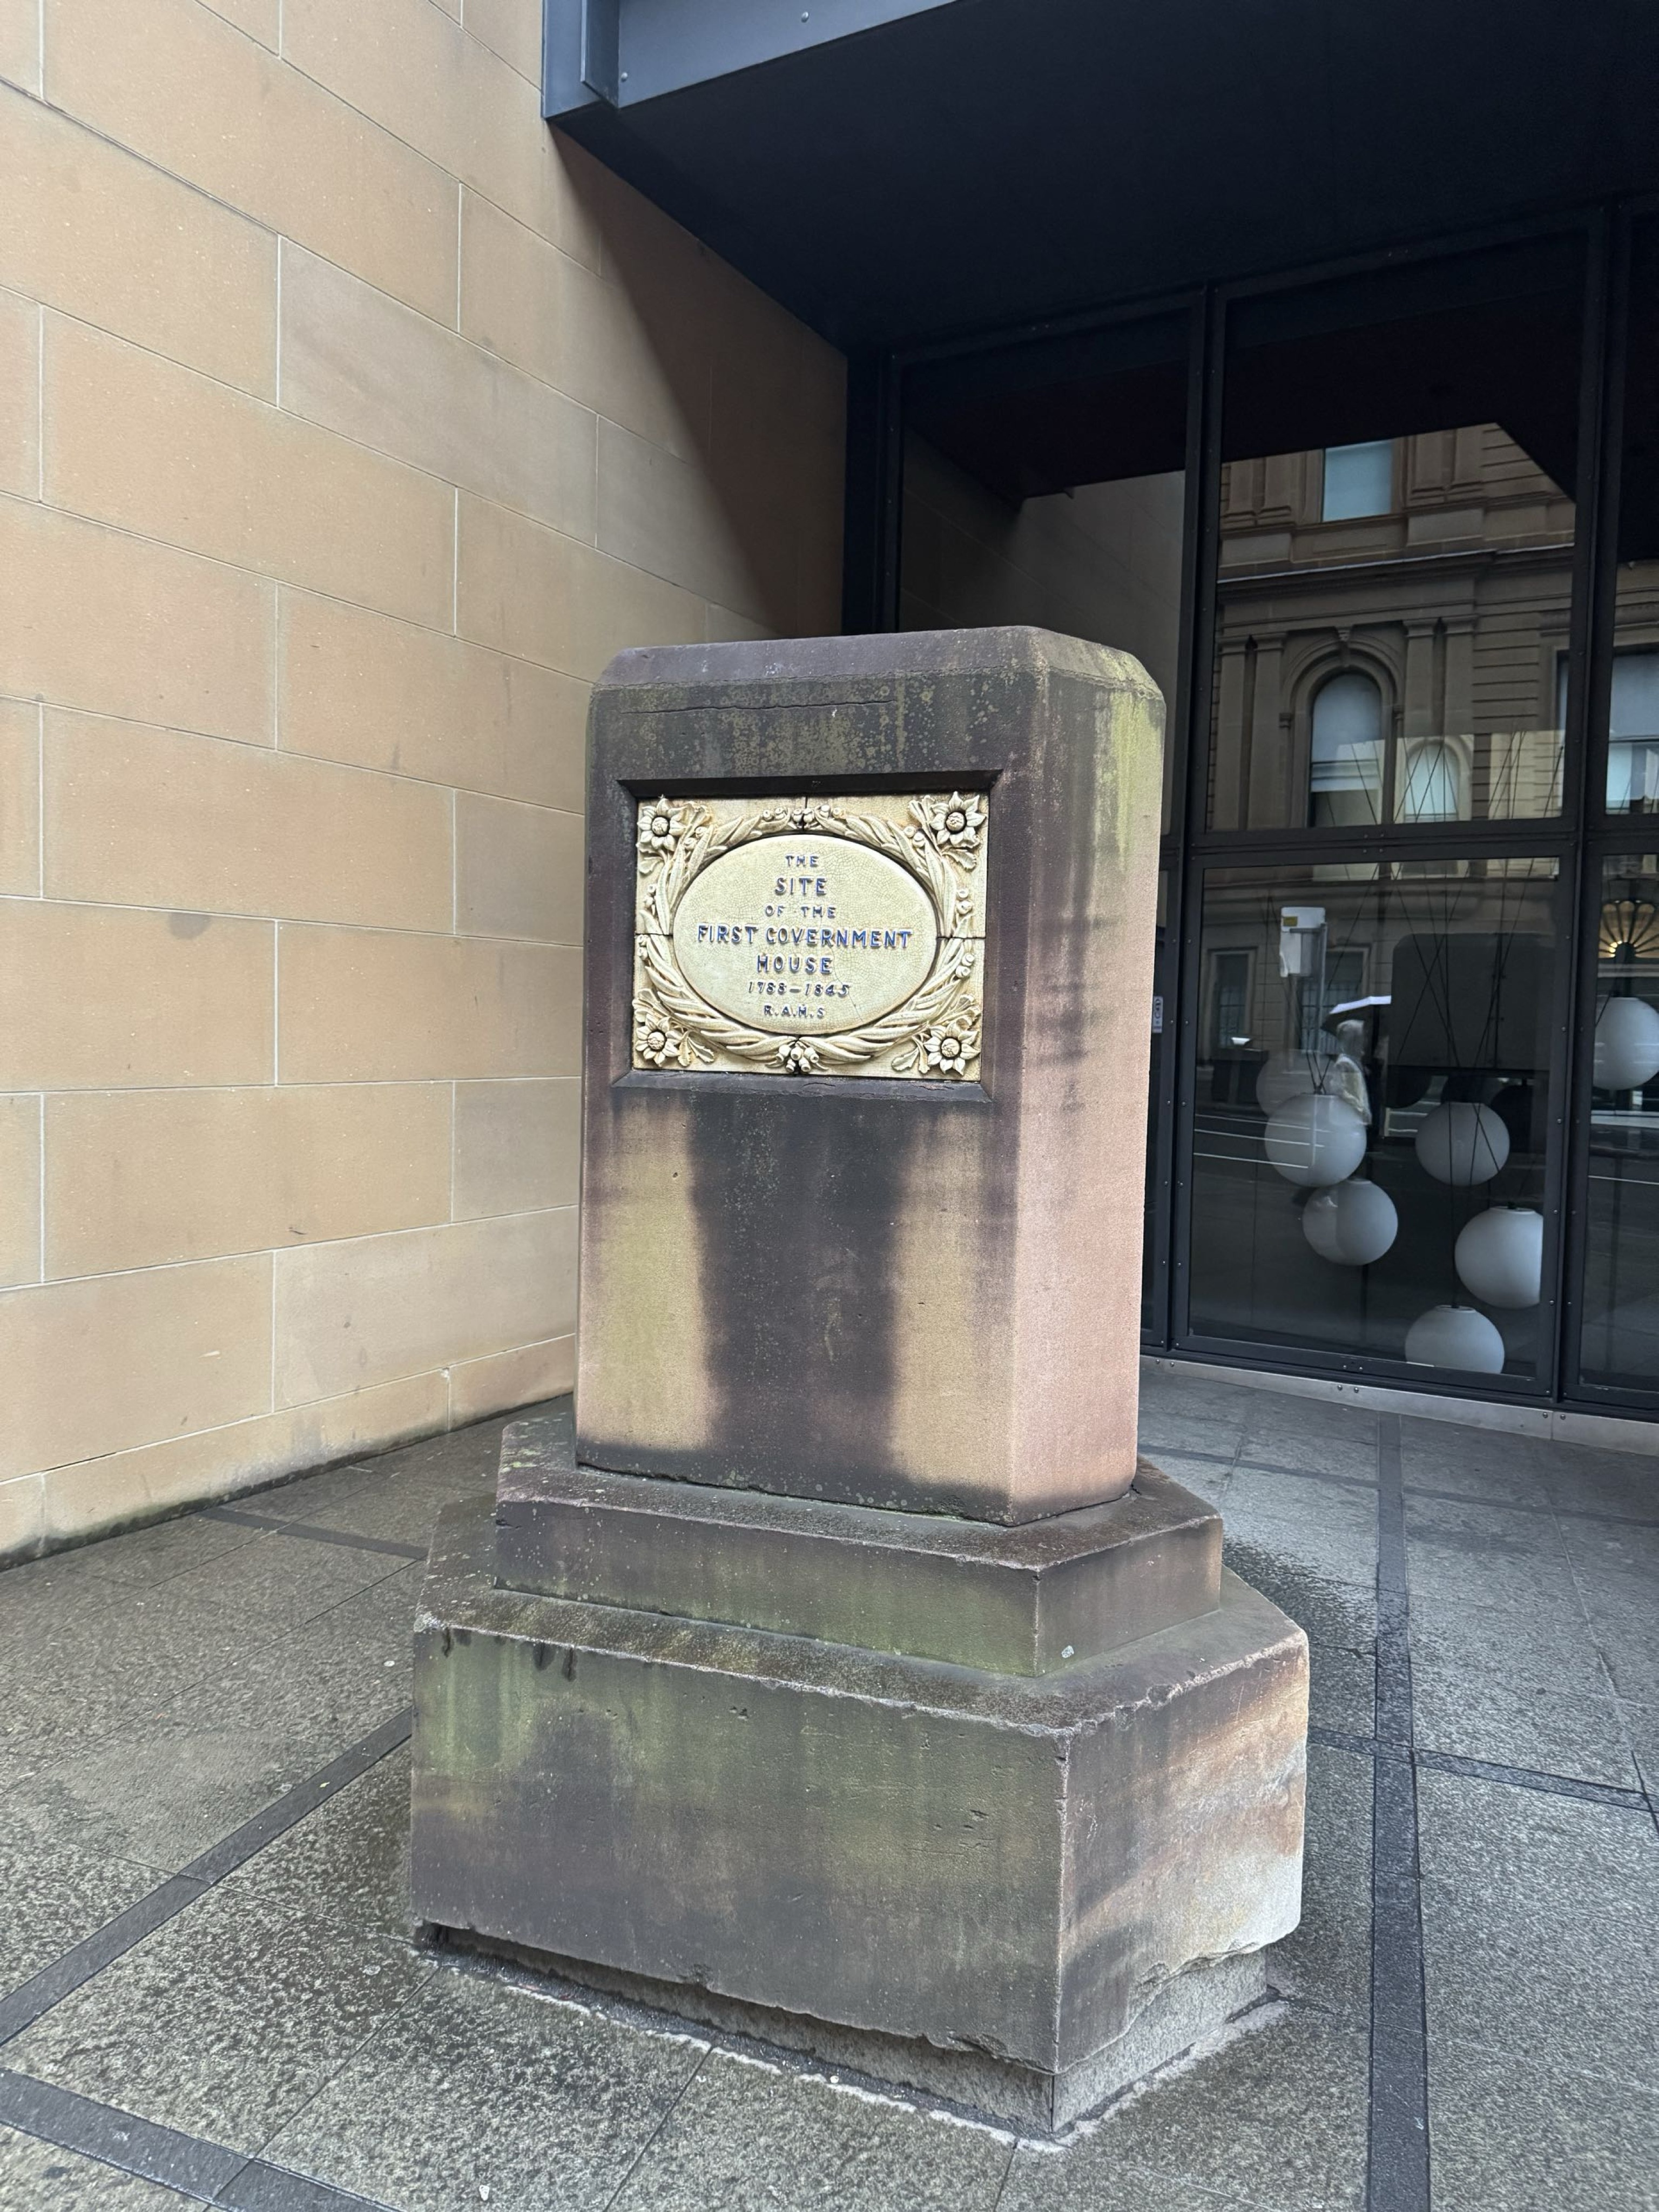 THE
SITE
OF THE
FIRST GOVERNMENT
HOUSE
1788-1845
R.A.H.S